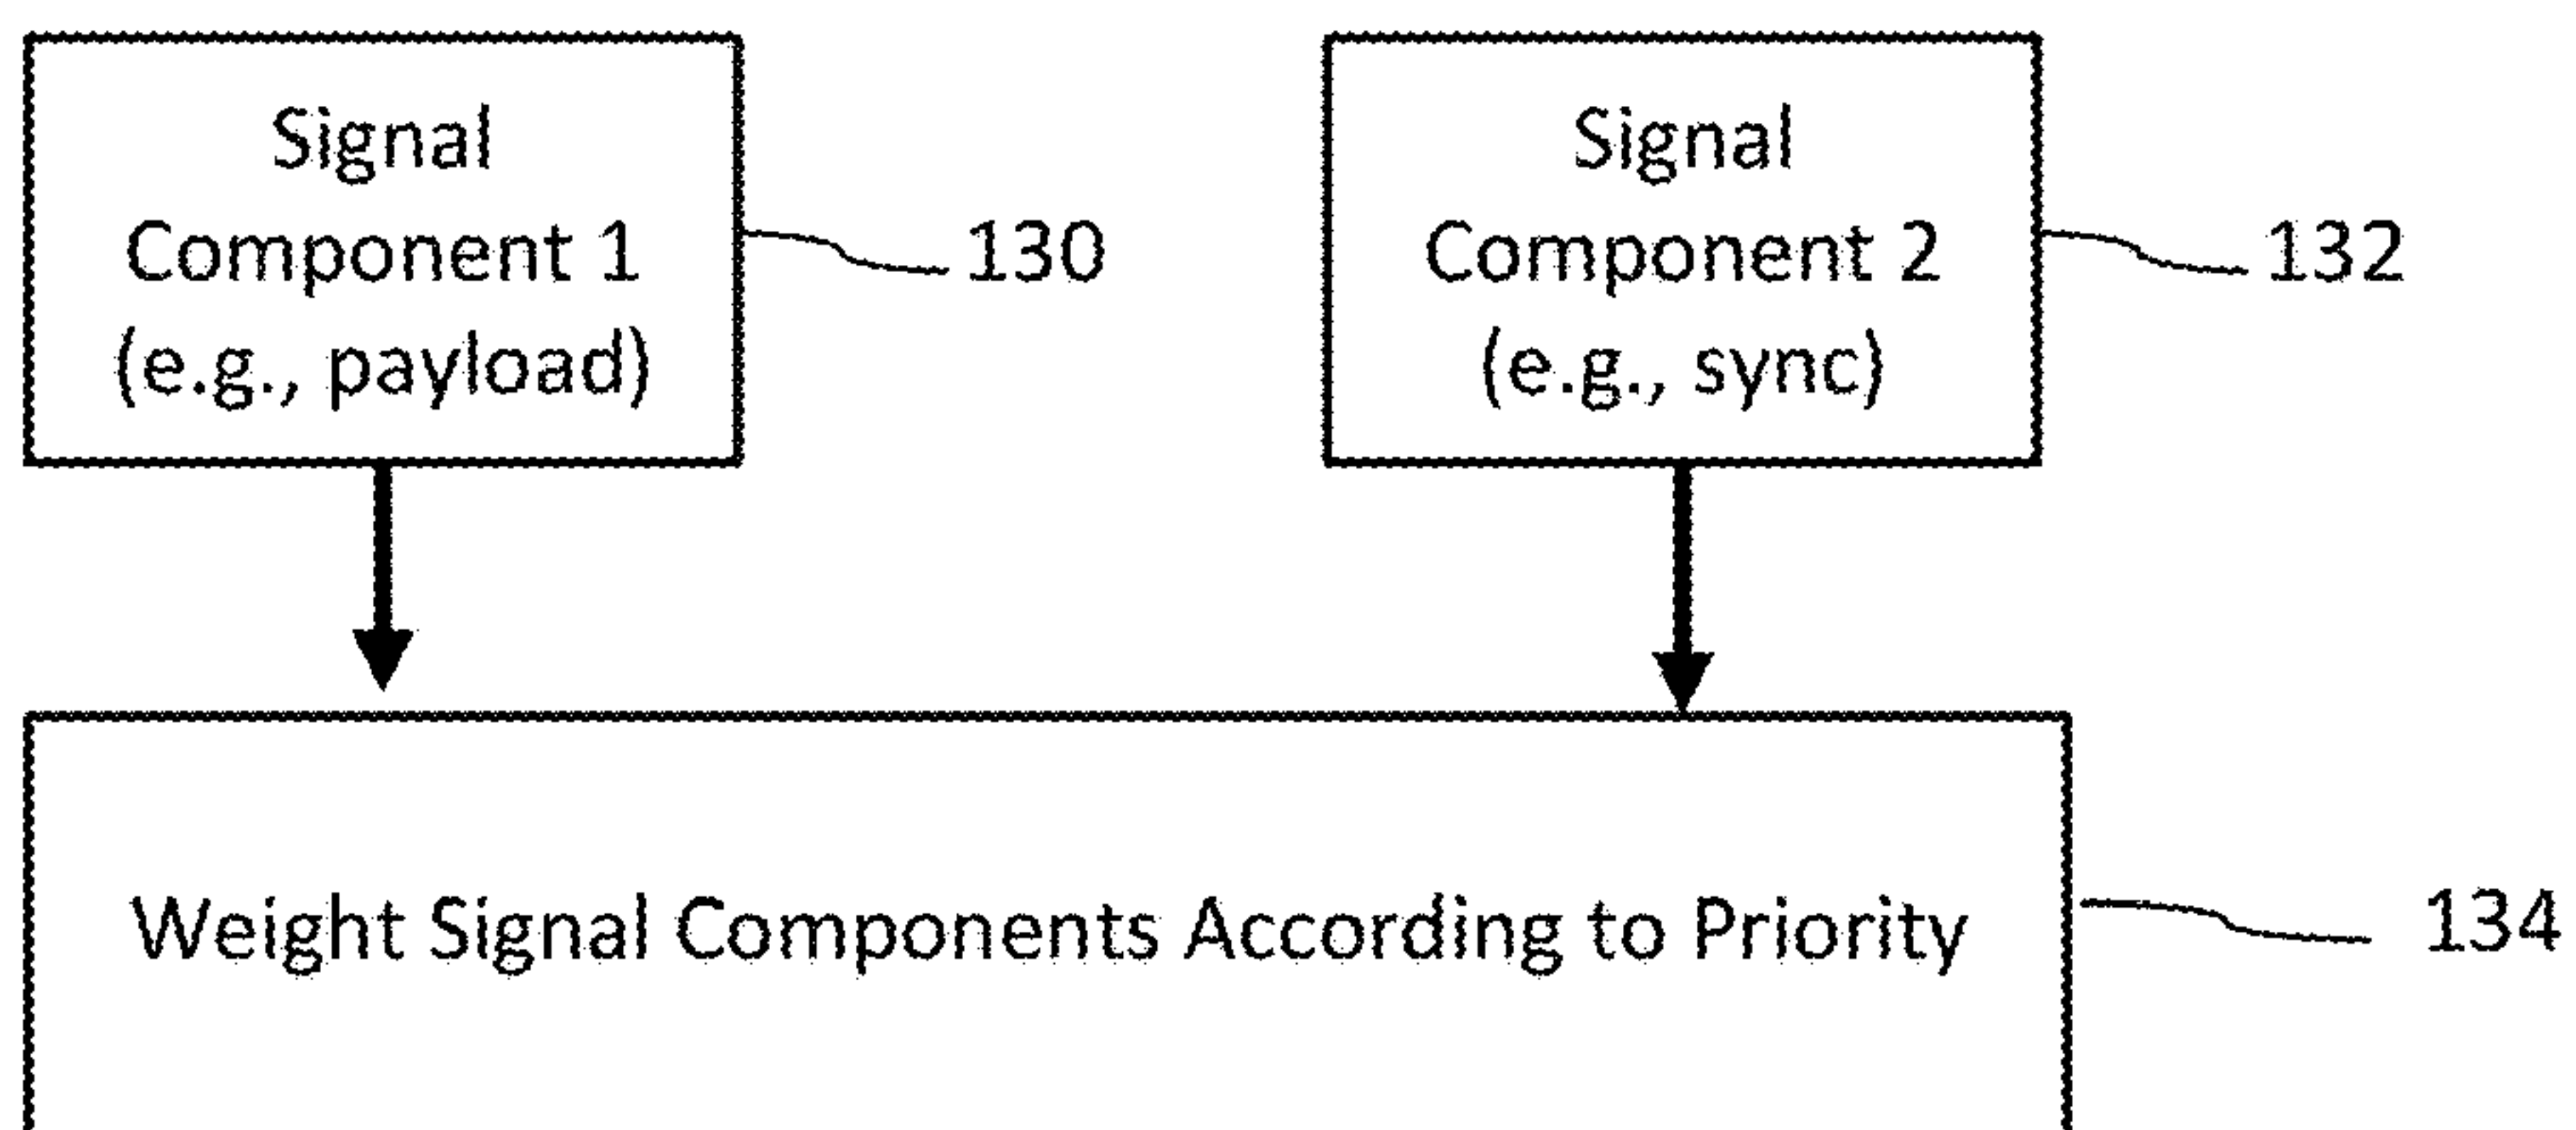 Signal
Component 1
(e.g., payload)
130
Signal
Component 2
(e.g., sync)
132
Weight Signal Components According to Priority
134